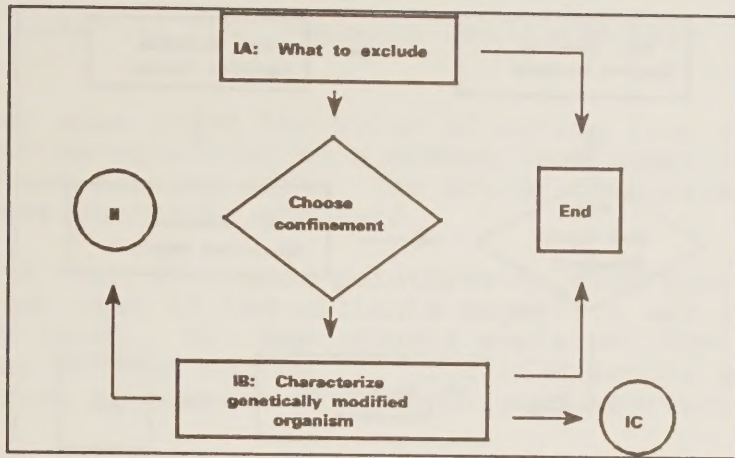 IA: What to exclude
Choose
confinement
End
IB: Characterize
genetically modified
organism
IC